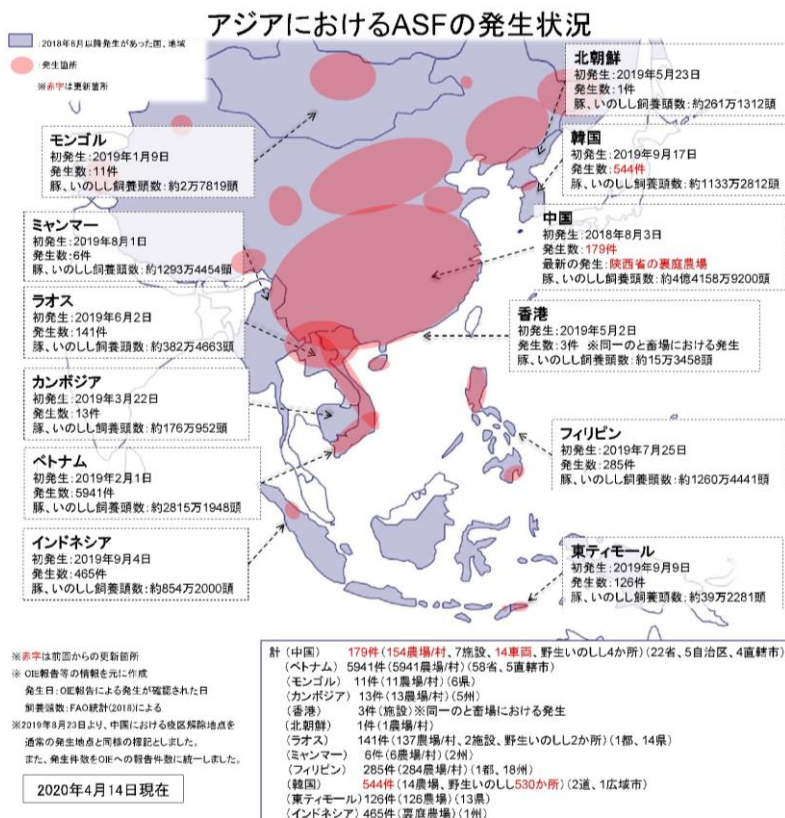 アジアにおけるASFの発生状況
:2018年8月以降発生があった国、地域
:発生箇所
※赤字は更新箇所
北朝鮮
初発生:2019年5月23日
発生数:1件
豚、いのしし飼養頭数:約261万1312頭
韓国
初発生:2019年9月17日
発生数:544件
豚、いのしし飼養頭数:約1133万2812頭
モンゴル
初発生:2019年1月9日
発生数:11件
豚、いのしし飼養頭数:約2万7819頭
中国
初発生:2018年8月3日
発生数:179件
最新の発生:陝西省の裏庭農場
豚、いのしし飼養頭数:約4億4158万9200頭
ミャンマー
初発生:2019年8月1日
発生数:6件
豚、いのしし飼養頭数:約1293万4454頭
ラオス
初発生:2019年6月2日
発生数:141件
豚、いのしし飼養頭数:約382万4663頭
香港
初発生:2019年5月2日
発生数:3件 ※同一のと畜場における発生
豚、いのしし飼養頭数:約15万3458頭
カンボジア
初発生:2019年3月22日
発生数:13件
豚、いのしし飼養頭数:約176万952頭
フィリピン
初発生:2019年7月25日
発生数:285件
豚、いのしし飼養頭数:約1260万4441頭
ベトナム
初発生:2019年2月1日
発生数:5941件
豚、いのしし飼養頭数:約2815万1948頭
インドネシア
初発生:2019年9月4日
発生数:465件
豚、いのしし飼養頭数:約854万2000頭
東ティモール
初発生:2019年9月9日
発生数:126件
豚、いのしし飼養頭数:約39万2281頭
※赤字は前回からの更新箇所
※ OIE報告等の情報を元に作成
発生日:OIE報告による発生が確認された日
飼養頭数:FAO統計(2018)による
※2019年8月23日より、中国における疫区解除地点を
通常の発生地点と同様の標記としました。
また、発生件数をOIEへの報告件数に統一しました。
2020年4月14日現在
計(中国) 179件(154農場/村、7施設、14車両、野生いのしし4か所)(22省、5自治区、4直轄市)
(ベトナム) 5941件(5941農場/村)(58省、5直轄市)
(モンゴル) 11件(11農場/村)(6県)
(カンボジア) 13件(13農場/村)(5州)
(香港) 3件(施設)※同一のと畜場における発生
(北朝鮮) 1件(1農場/村)
(ラオス) 141件(137農場/村、2施設、野生いのしし2か所)(1都、14県)
(ミャンマー) 6件(6農場/村)(2州)
(フィリピン) 285件(284農場/村)(1都、18州)
(韓国) 544件(14農場、野生いのしし530か所)(2道、1広域市)
(東ティモール)126件(126農場)(13県)
(インドネシア)465件(裏庭農場)(1州)